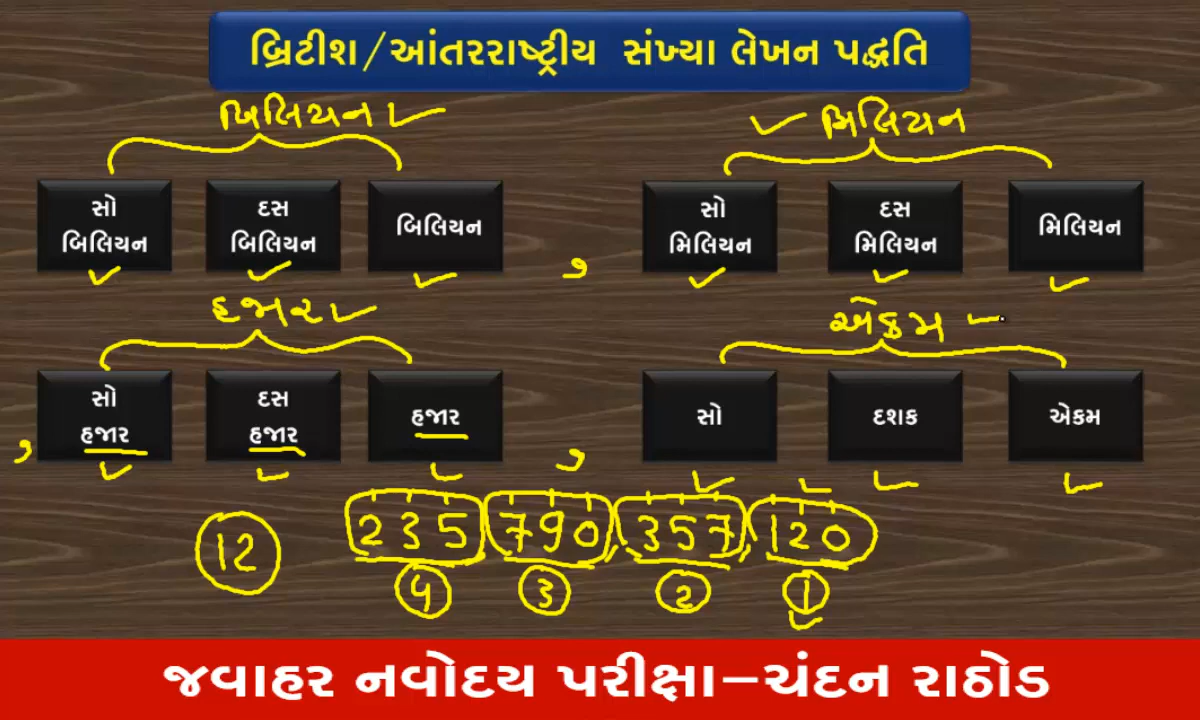 બ્રિટીશ/આંતરરાષ્ટ્રીય સંખ્યા લેખન પદ્ધતિ
બિલિયન
મિલિયન
સો બિલિયન
દસ બિલિયન
બિલિયન
,
સો મિલિયન
દસ મિલિયન
મિલિયન
હજાર
એકમ
,
સો હજાર
દસ હજાર
હજાર
,
સો
દશક
એકમ
12
235 790, 357, 120
4 3 2 1
જવાહર નવોદય પરીક્ષા–ચંદન રાઠોડ